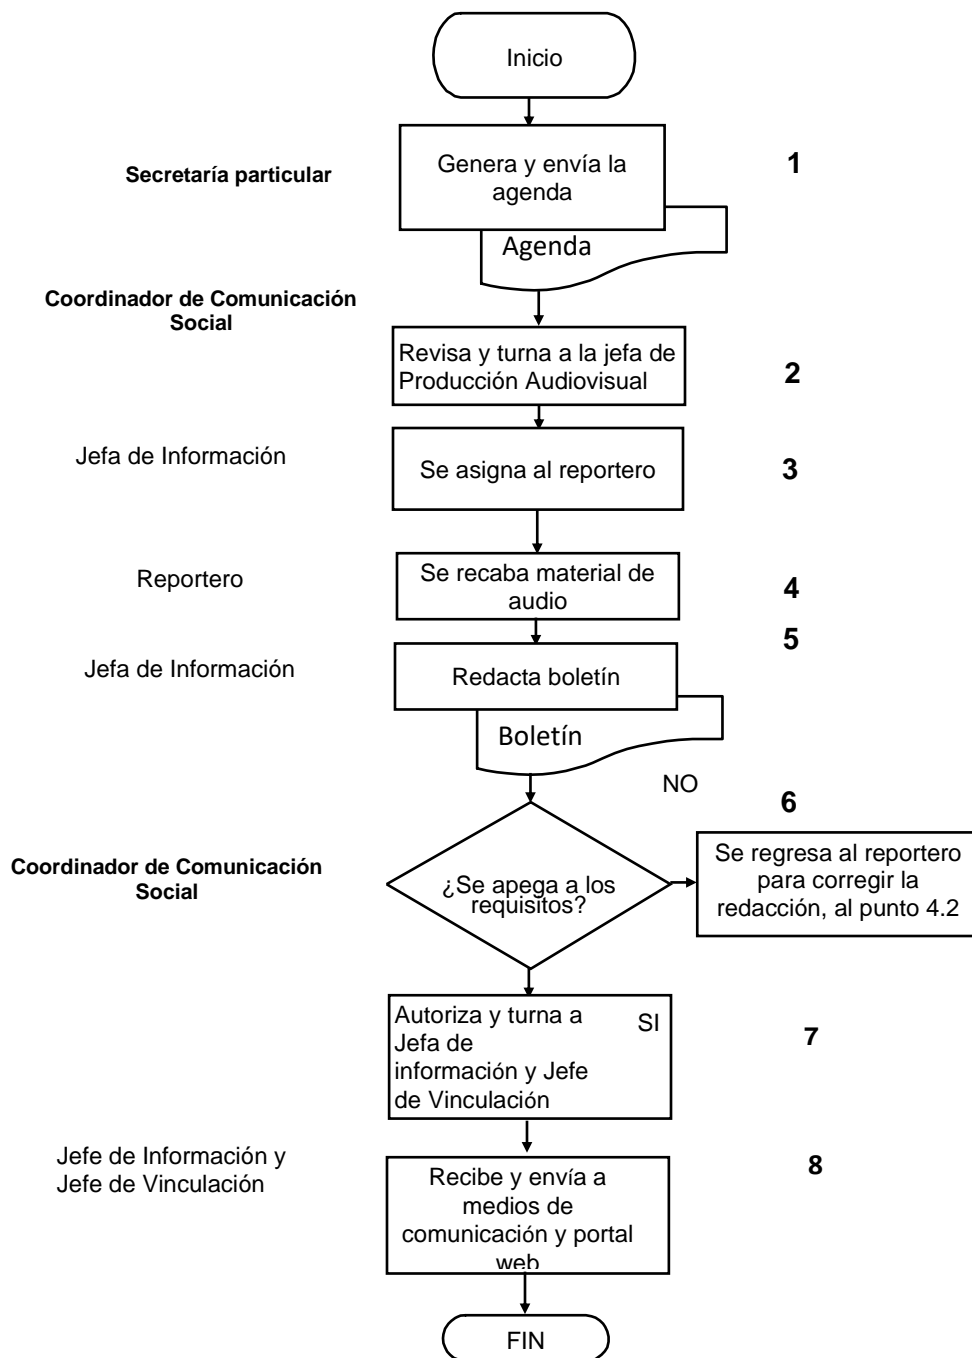 Inicio
Secretaría particular
Genera y envía la
agenda
1
Agenda
Coordinador de Comunicación
Social
Revisa y turna a la jefa de
Producción Audiovisual
2
Jefa de Información
Se asigna al reportero
3
Reportero
Se recaba material de
audio
4
5
Jefa de Información
Redacta boletín
Boletín
NO
6
Coordinador de Comunicación
Social
¿Se apega a los
requisitos?
Se regresa al reportero
para corregir la
redacción, al punto 4.2
Autoriza y turna a
Jefa de
información y Jefe
de Vinculación
SI
7
Jefe de Información y
Jefe de Vinculación
Recibe y envía a
medios de
comunicación y portal
web
8
FIN